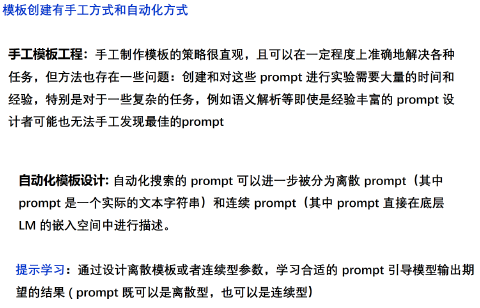 模板创建有手工方式和自动化方式
手工模板工程：手工制作模板的策略很直观，且可以在一定程度上准确地解决各种
任务，但方法也存在一些问题：创建和对这些 prompt 进行实验需要大量的时间和
经验，特别是对于一些复杂的任务，例如语义解析等即使是经验丰富的 prompt 设
计者可能也无法手工发现最佳的prompt
自动化模板设计: 自动化搜索的 prompt 可以进一步被分为离散 prompt（其中
prompt 是一个实际的文本字符串）和连续 prompt（其中 prompt 直接在底层
LM 的嵌入空间中进行描述。
提示学习：通过设计离散模板或者连续型参数，学习合适的 prompt 引导模型输出期
望的结果 ( prompt 既可以是离散型，也可以是连续型）